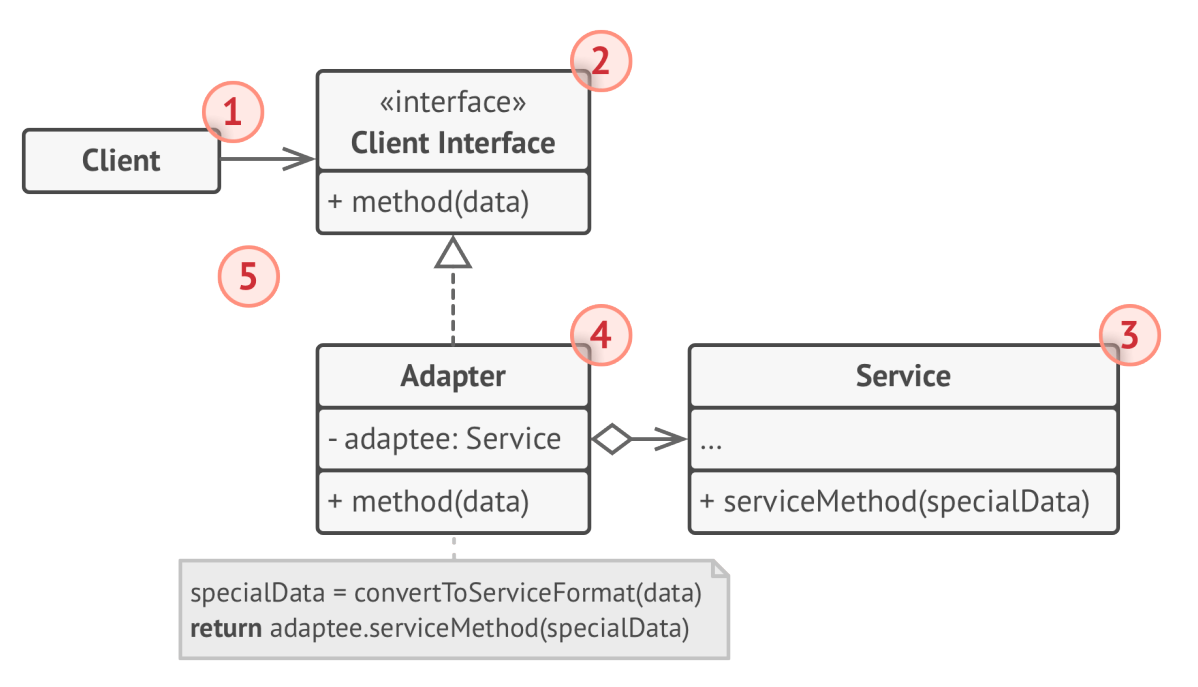 1
2
«interface»
Client Interface
Client
+ method(data)
5
4
3
Adapter
- adaptee: Service
+ method(data)
Service
...
+ serviceMethod(specialData)
specialData = convertToServiceFormat(data)
return adaptee.serviceMethod(specialData)